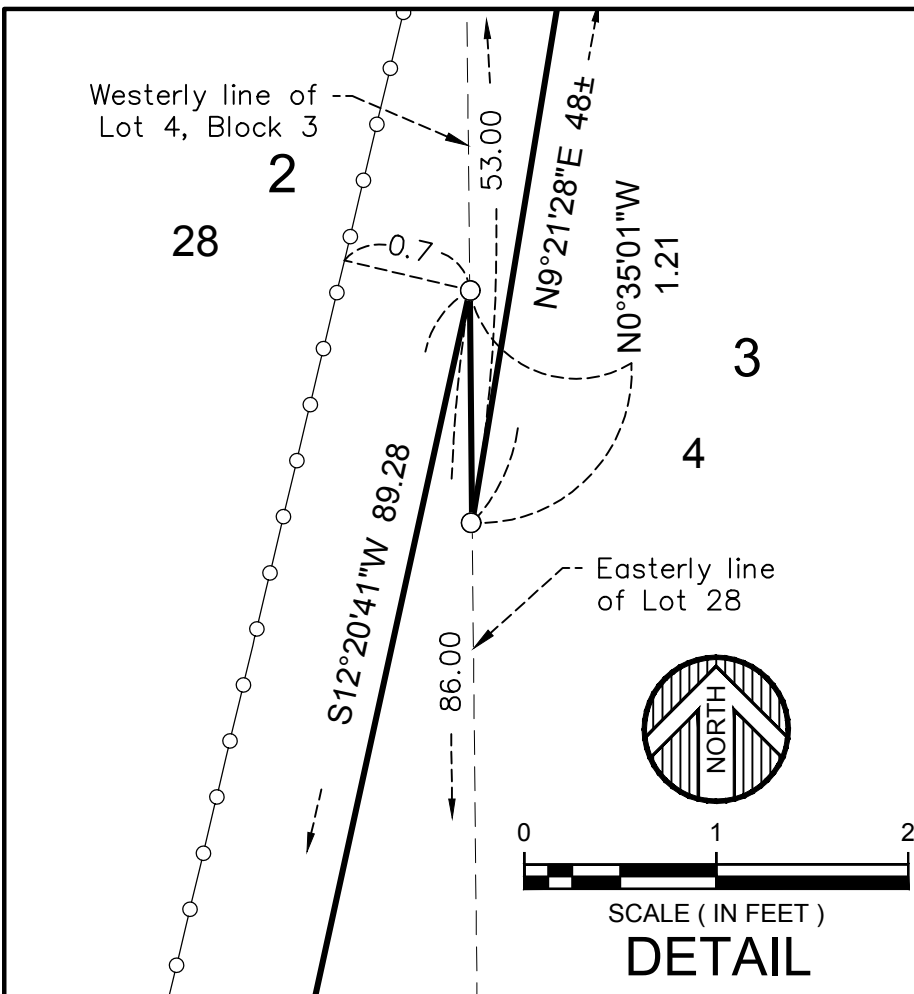 Westerly line of
Lot 4, Block 3
2
28
53.00
N9°21'28"E 48±
0.7
N0°35'01"W
1.21
3
4
S12°20'41"W 89.28
86.00
Easterly line
of Lot 28
NORTH
0 1 2
SCALE ( IN FEET )
DETAIL